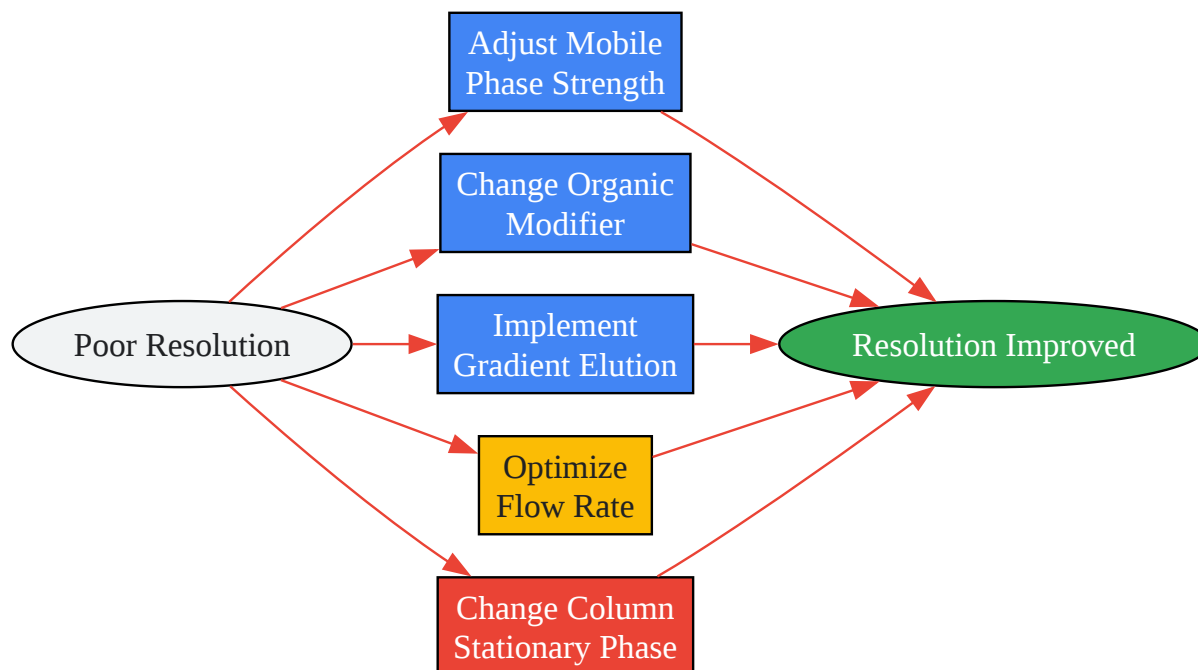 Adjust Mobile
Phase Strength
Change Organic
Modifier
Poor Resolution
Implement
Gradient Elution
Resolution Improved
Optimize
Flow Rate
Change Column
Stationary Phase